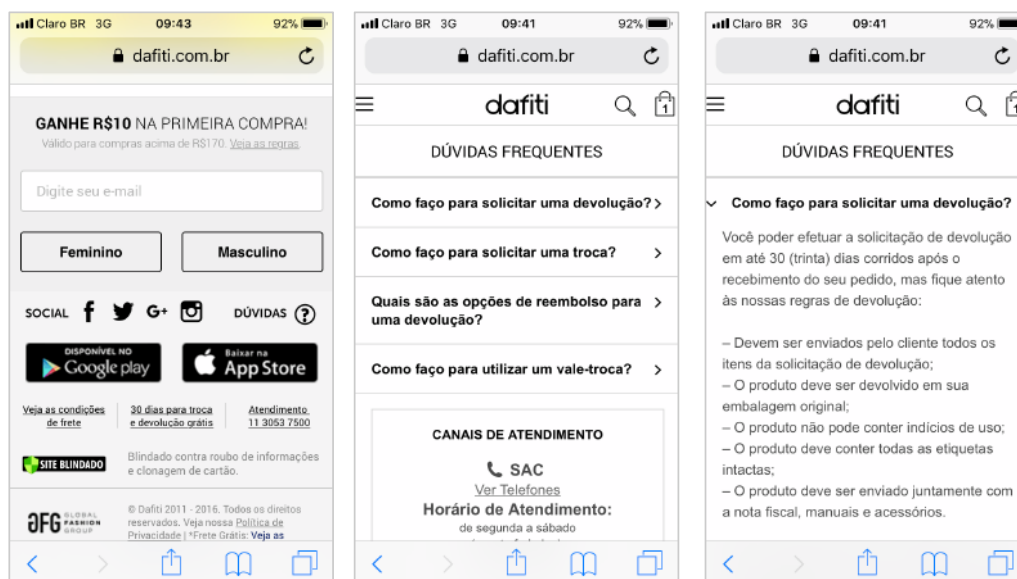 Claro BR 3G 09:43 92%
dafiti.com.br
GANHE R$10 NA PRIMEIRA COMPRA!
Válido para compras acima de R$170. Veja as regras.
Digite seu e-mail
Feminino Masculino
SOCIAL f G+ DÚVIDAS ?
DISPONÍVEL NO
Google play
Baixar na
App Store
Veja as condições
de frete
30 dias para troca
e devolução grátis
Atendimento
11 3053 7500
SITE BLINDADO
Blindado contra roubo de informações
e clonagem de cartão.
GFG GLOBAL
FASHION
GROUP
© Dafiti 2011 - 2016. Todos os direitos
reservados. Veja nossa Política de
Privacidade | *Frete Grátis: Veja as
Claro BR 3G 09:41 92%
dafiti.com.br
dafiti 1
DÚVIDAS FREQUENTES
Como faço para solicitar uma devolução?
Como faço para solicitar uma troca?
Quais são as opções de reembolso para
uma devolução?
Como faço para utilizar um vale-troca?
CANAIS DE ATENDIMENTO
SAC
Ver Telefones
Horário de Atendimento:
de segunda a sábado
Claro BR 3G 09:41 92%
dafiti.com.br
dafiti 1
DÚVIDAS FREQUENTES
Como faço para solicitar uma devolução?
Você poder efetuar a solicitação de devolução
em até 30 (trinta) dias corridos após o
recebimento do seu pedido, mas fique atento
às nossas regras de devolução:
– Devem ser enviados pelo cliente todos os
itens da solicitação de devolução;
– O produto deve ser devolvido em sua
embalagem original;
– O produto não pode conter indícios de uso;
– O produto deve conter todas as etiquetas
intactas;
– O produto deve ser enviado juntamente com
a nota fiscal, manuais e acessórios.